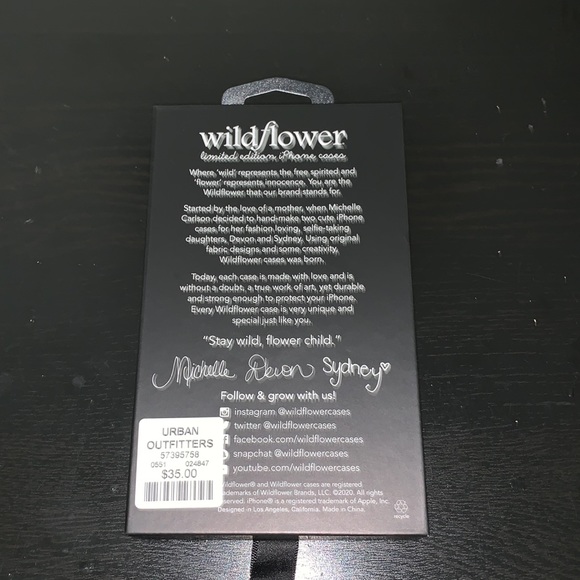 wildflower
limited edition iPhone cases
Where 'wild' represents the free spirited and
'flower' represents innocence. You are the
Wildflower that our brand stands for.
Started by the love of a mother, when Michelle
Carlson decided to hand-make two cute iPhone
cases for her fashion loving, selfie-taking
daughters, Devon and Sydney. Using original
fabric designs and some creativity,
Wildflower cases was born.
Today, each case is made with love and is
without a doubt, a true work of art, yet durable
and strong enough to protect your iPhone.
Every Wildflower case is very unique and
special just like you.
"Stay wild, flower child."
Michelle Devon Sydney
Follow & grow with us!
instagram @wildflowercases
twitter @wildflowercases
facebook.com/wildflowercases
snapchat @wildflowercases
youtube.com/wildflowercases
Wildflower® and Wildflower cases are registered
trademarks of Wildflower Brands, LLC. ©2020. All rights
reserved. iPhone® is a registered trademark of Apple, Inc.
Designed in Los Angeles, California. Made in China.
recycle
URBAN
OUTFITTERS
57395758
0551 024847
$35.00